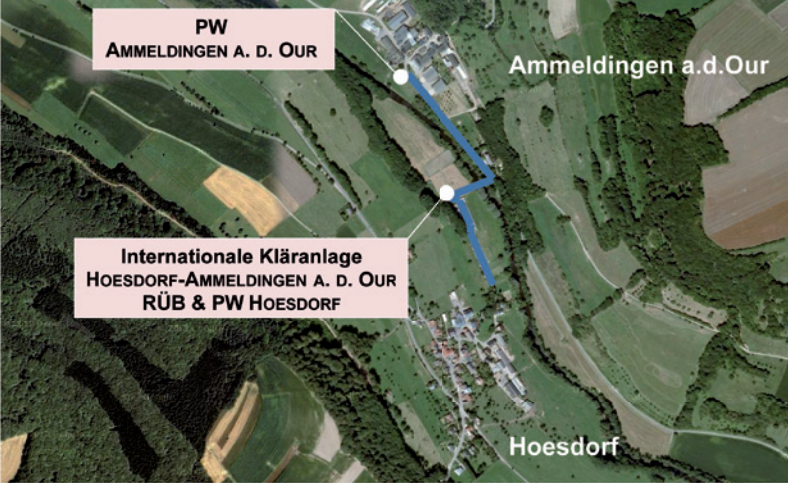 PW
AMMELDINGEN A. D. OUR
Ammeldingen a.d.Our
Internationale Kläranlage
HOESDORF-AMMELDINGEN A. D. OUR
RÜB & PW HOESDORF
Hoesdorf